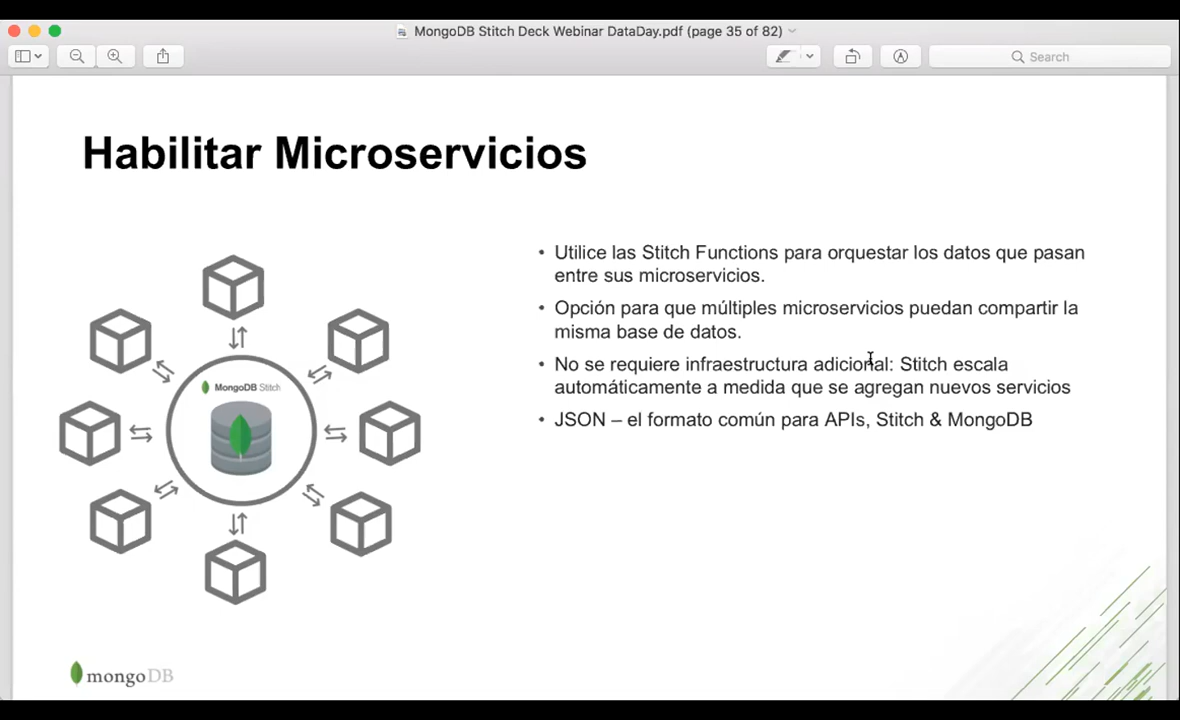 MongoDB Stitch Deck Webinar DataDay.pdf (page 35 of 82)
Search
Habilitar Microservicios
MongoDB Stitch
• Utilice las Stitch Functions para orquestar los datos que pasan
entre sus microservicios.
• Opción para que múltiples microservicios puedan compartir la
misma base de datos.
• No se requiere infraestructura adicional: Stitch escala
automáticamente a medida que se agregan nuevos servicios
• JSON – el formato común para APIs, Stitch & MongoDB
mongoDB